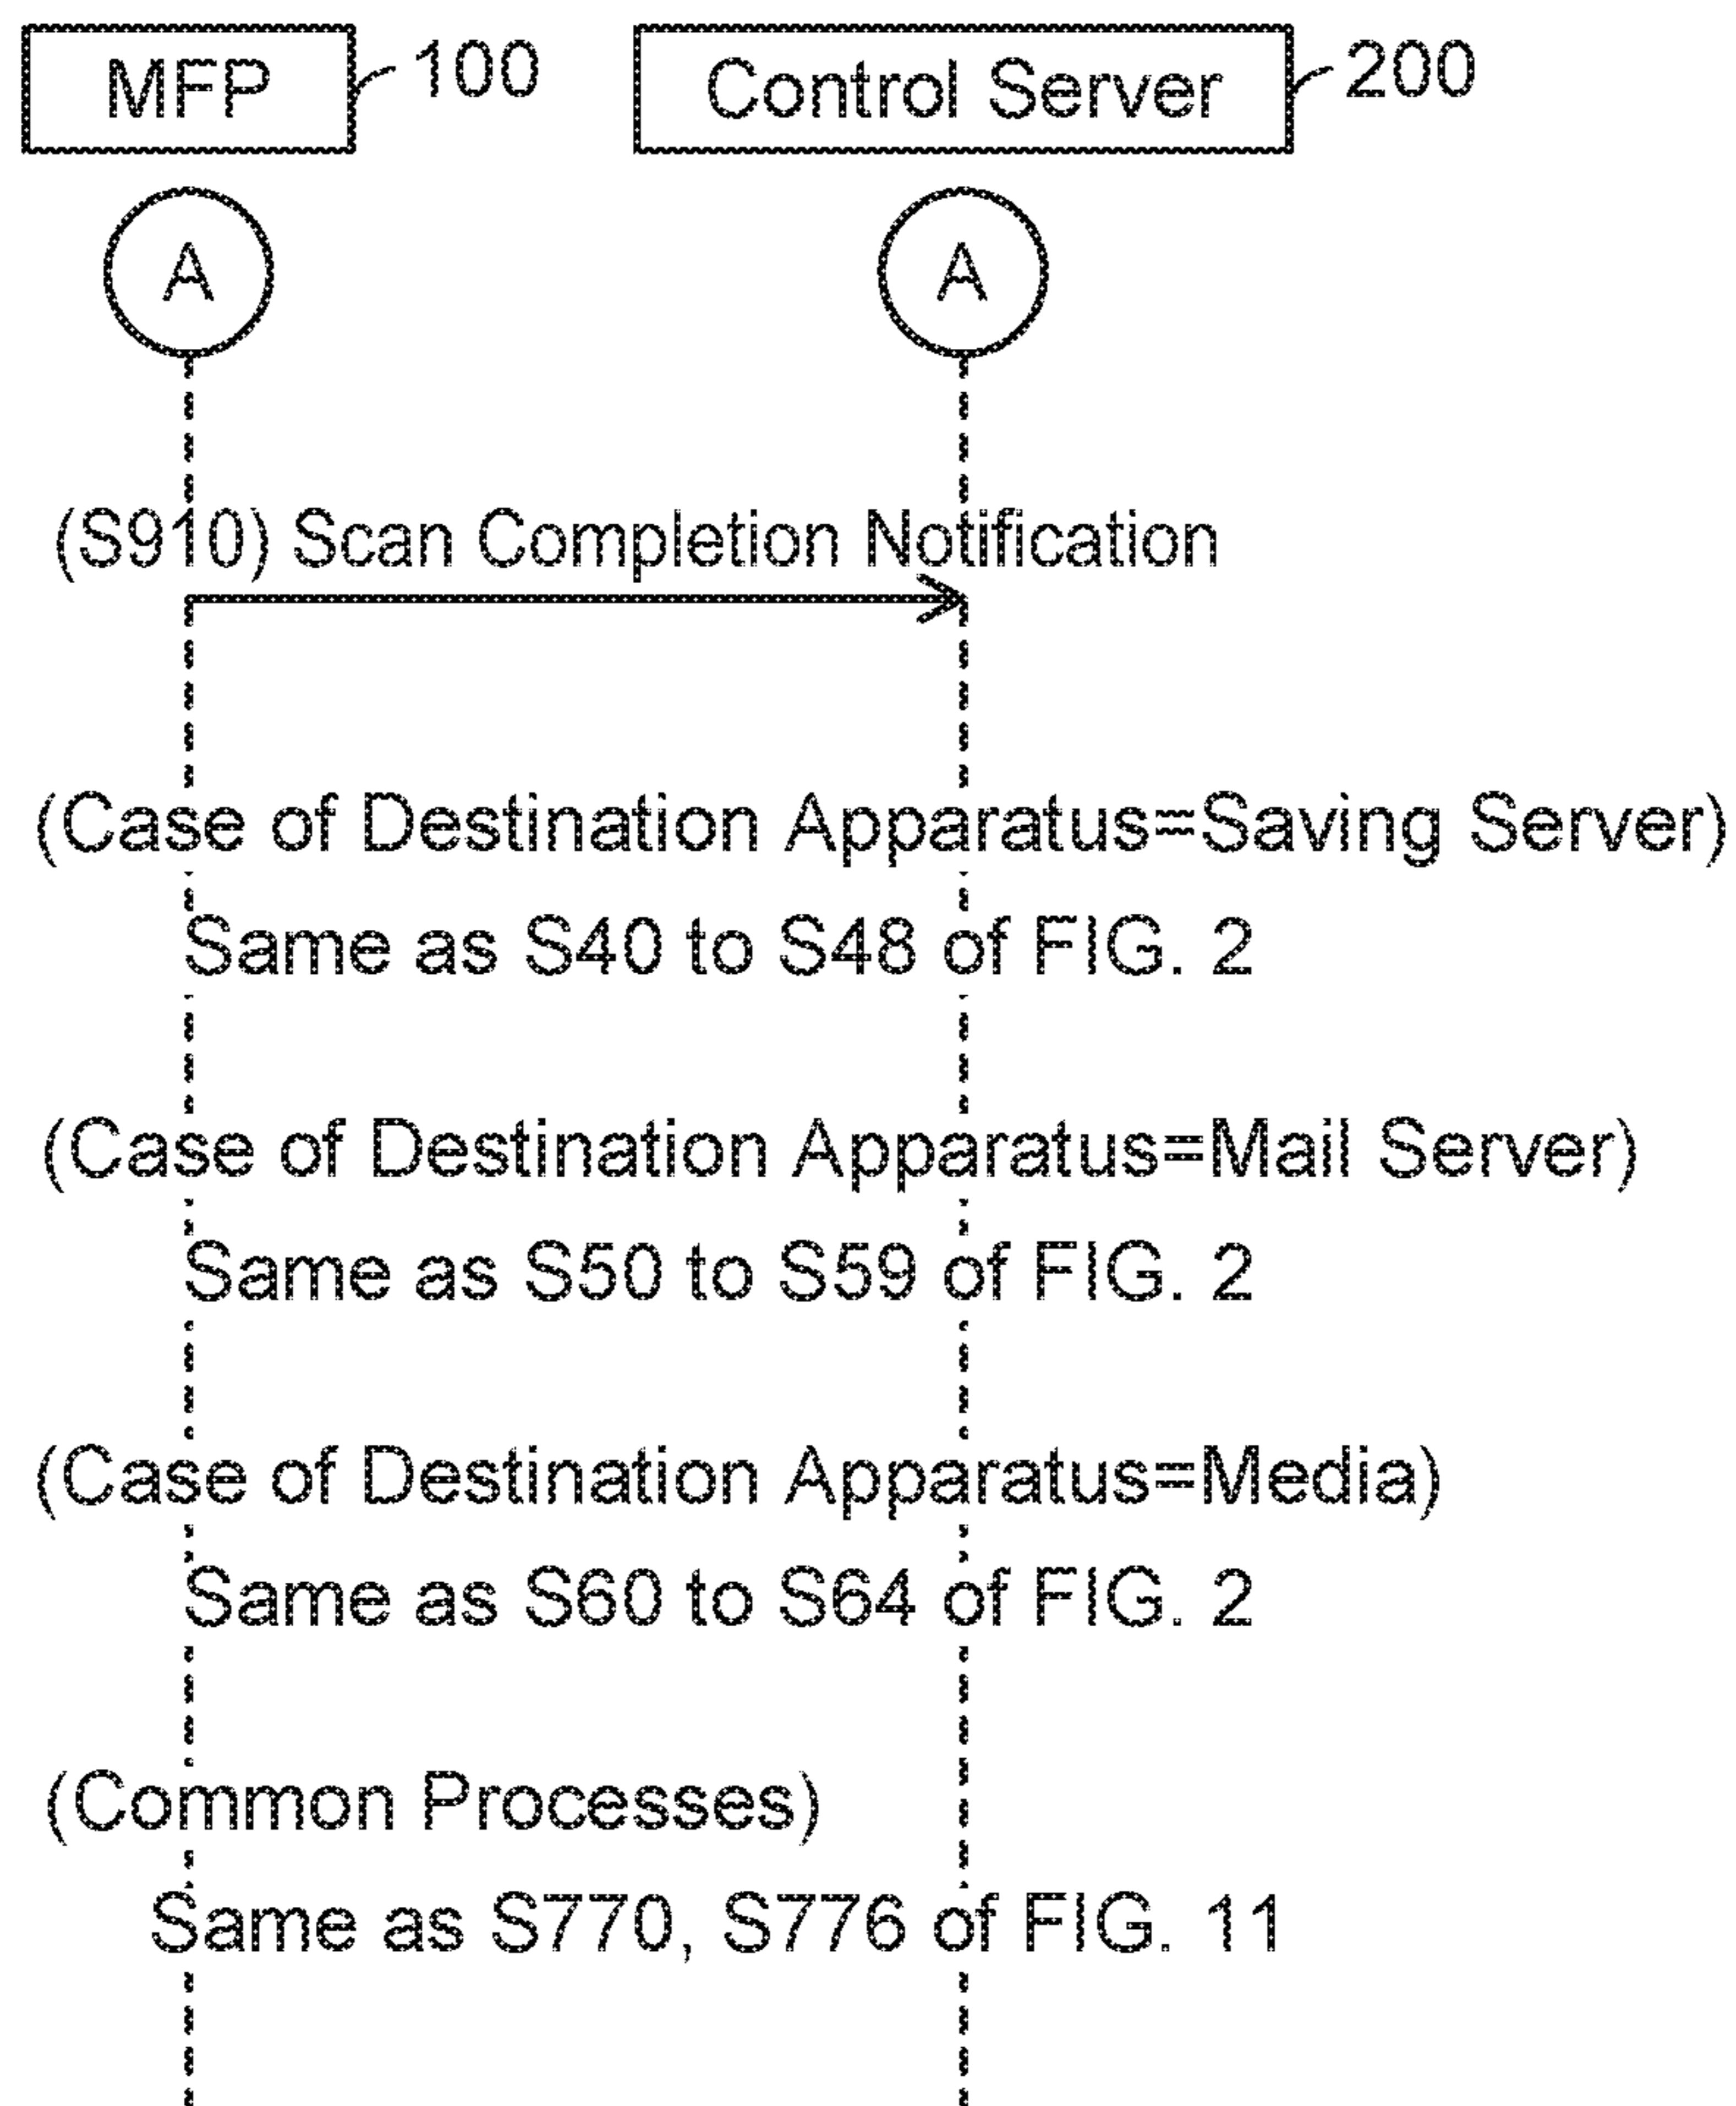 MFP 100 Control Server 200
A A
(S910) Scan Completion Notification
(Case of Destination Apparatus=Saving Server)
Same as S40 to S48 of FIG. 2
(Case of Destination Apparatus=Mail Server)
Same as S50 to S59 of FIG. 2
(Case of Destination Apparatus=Media)
Same as S60 to S64 of FIG. 2
(Common Processes)
Same as S770, S776 of FIG. 11